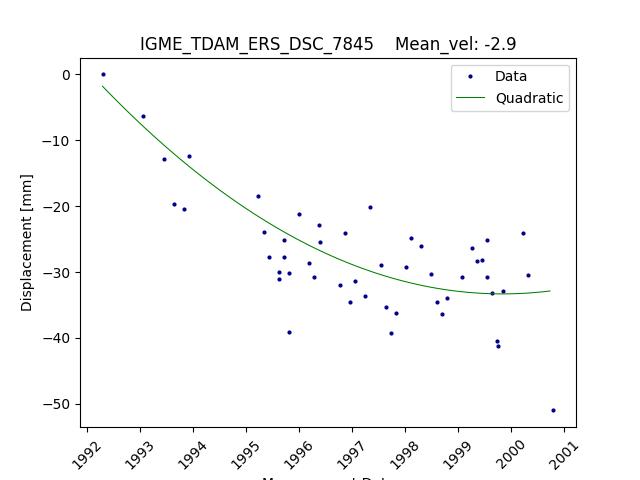 IGME_TDAM_ERS_DSC_7845    Mean_vel: -2.9
Data
Quadratic
Displacement [mm]
0
−10
−20
−30
−40
−50
1992 1993 1994 1995 1996 1997 1998 1999 2000 2001